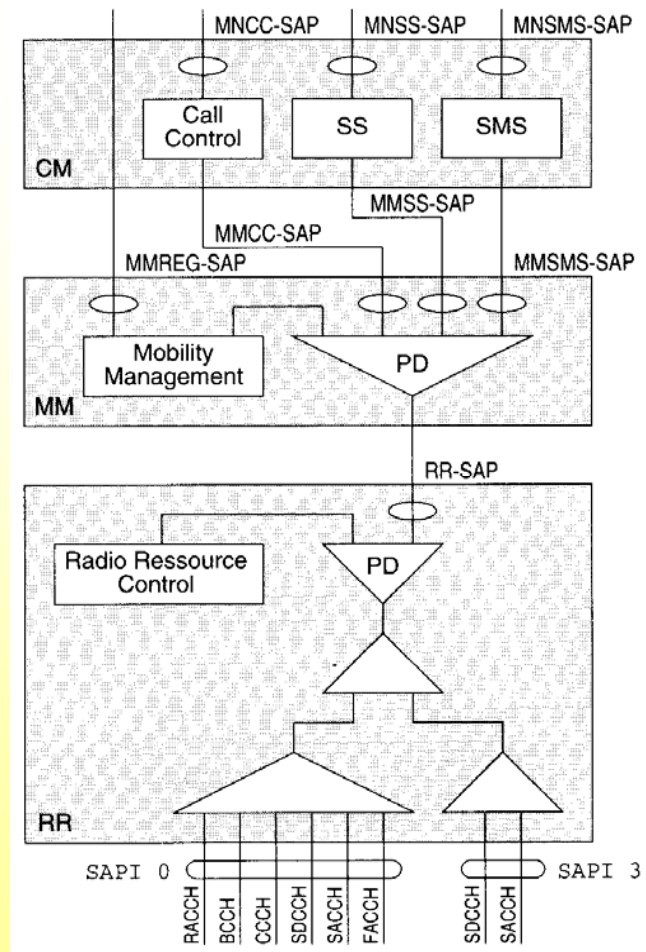 MNCC-SAP
MNSS-SAP
MNSMS-SAP
Call
Control
SS
SMS
CM
MMSS-SAP
MMCC-SAP
MMREG-SAP
MMSMS-SAP
Mobility
Management
PD
MM
RR-SAP
Radio Ressource
Control
PD
RR
SAPI 0
SAPI 3
RACCH
BCCH
CCCH
SDCCH
SACCH
FACCH
SDCCH
SACCH